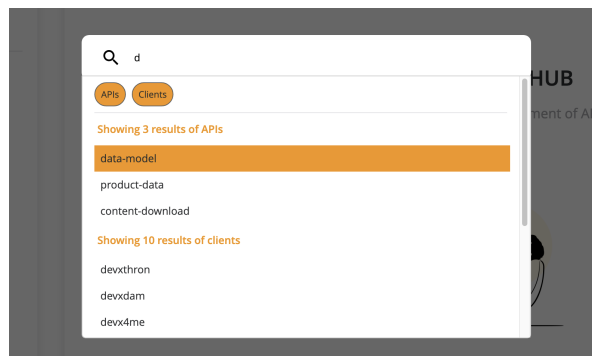 d
HUB
APIs Clients
ment of AI
Showing 3 results of APIs
data-model
product-data
content-download
Showing 10 results of clients
devxthron
devxdam
devx4me